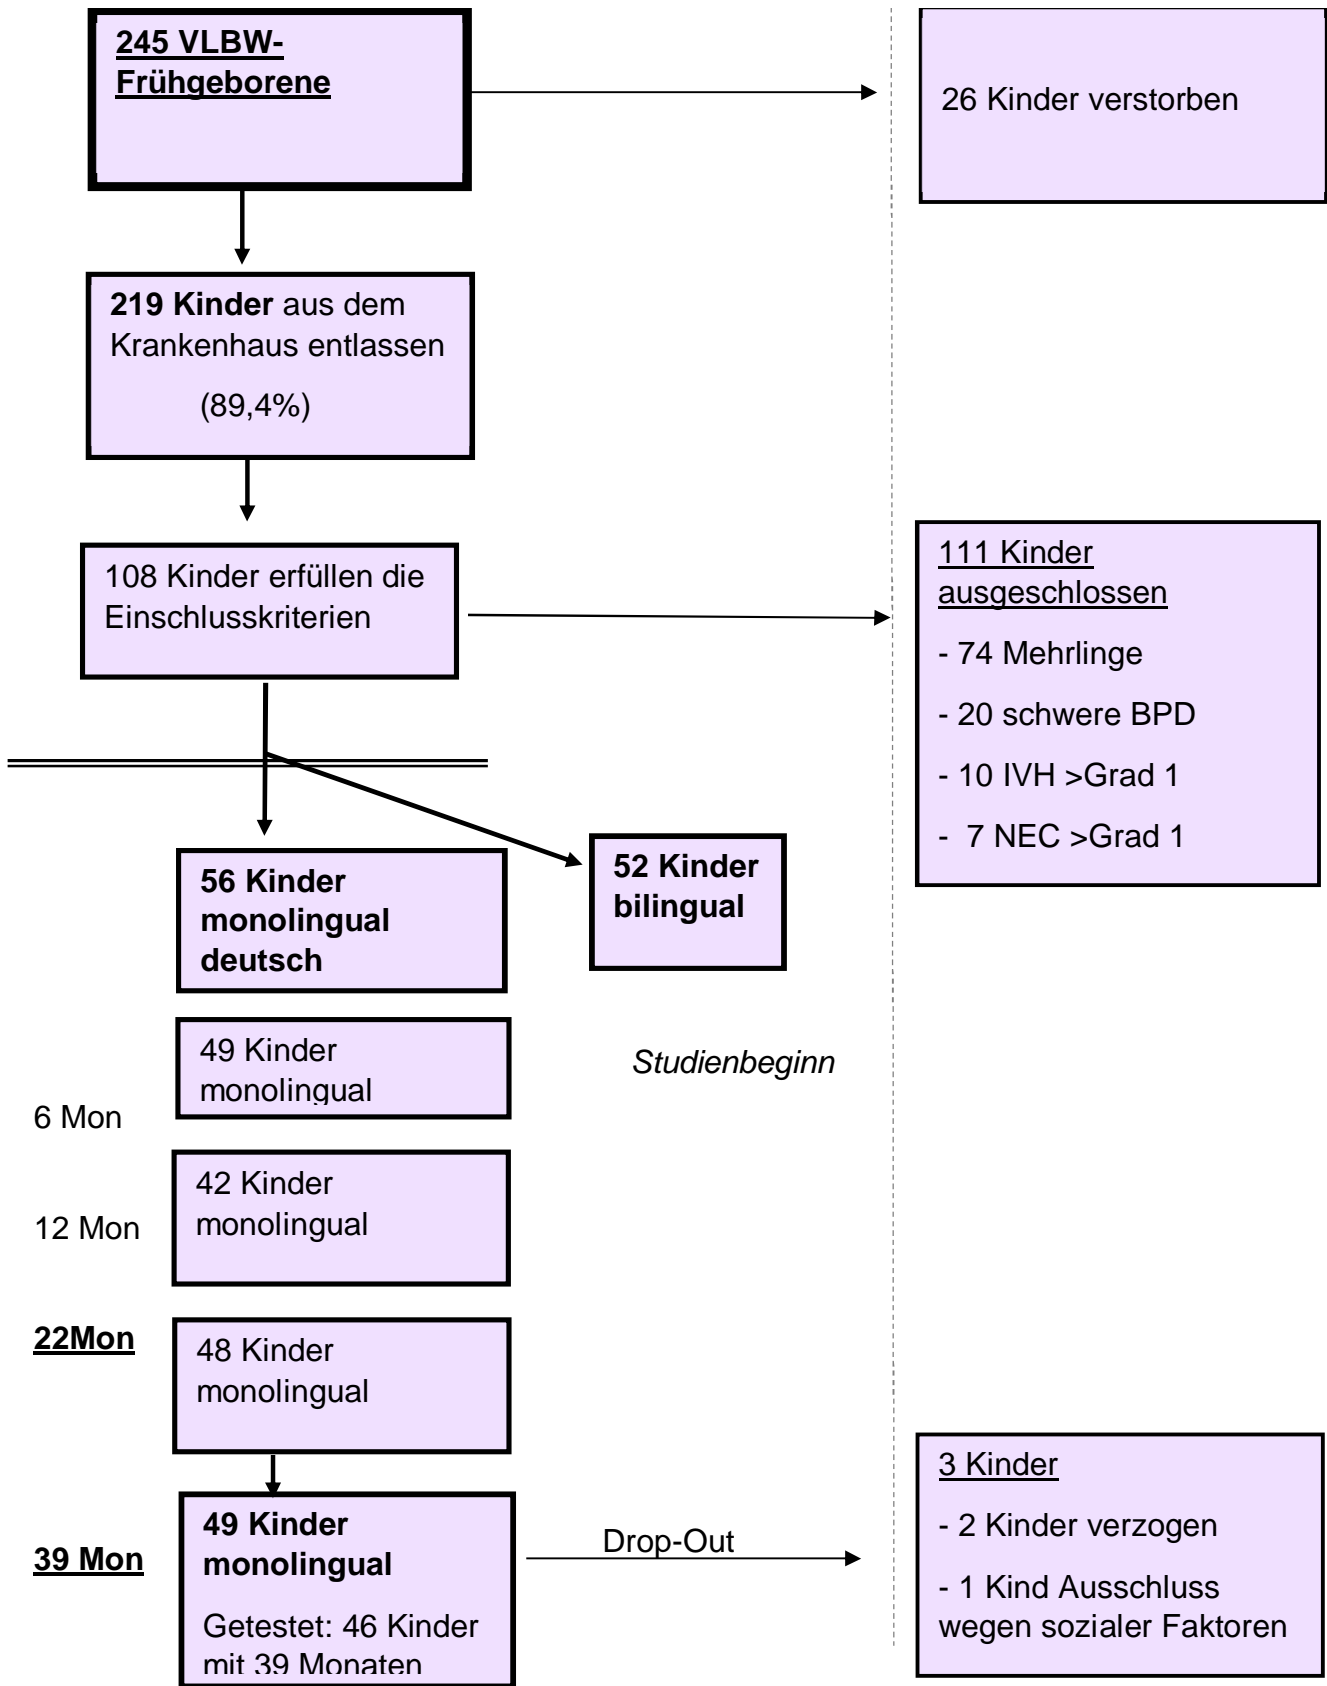 245 VLBW-
Frühgeborene
26 Kinder verstorben
219 Kinder aus dem
Krankenhaus entlassen
(89,4%)
108 Kinder erfüllen die
Einschlusskriterien
111 Kinder
ausgeschlossen
- 74 Mehrlinge
- 20 schwere BPD
- 10 IVH >Grad 1
- 7 NEC >Grad 1
56 Kinder
monolingual
deutsch
52 Kinder
bilingual
49 Kinder
monolingual
Studienbeginn
6 Mon
42 Kinder
monolingual
12 Mon
22Mon
48 Kinder
monolingual
39 Mon
49 Kinder
monolingual
Getestet: 46 Kinder
mit 39 Monaten
Drop-Out
3 Kinder
- 2 Kinder verzogen
- 1 Kind Ausschluss
wegen sozialer Faktoren